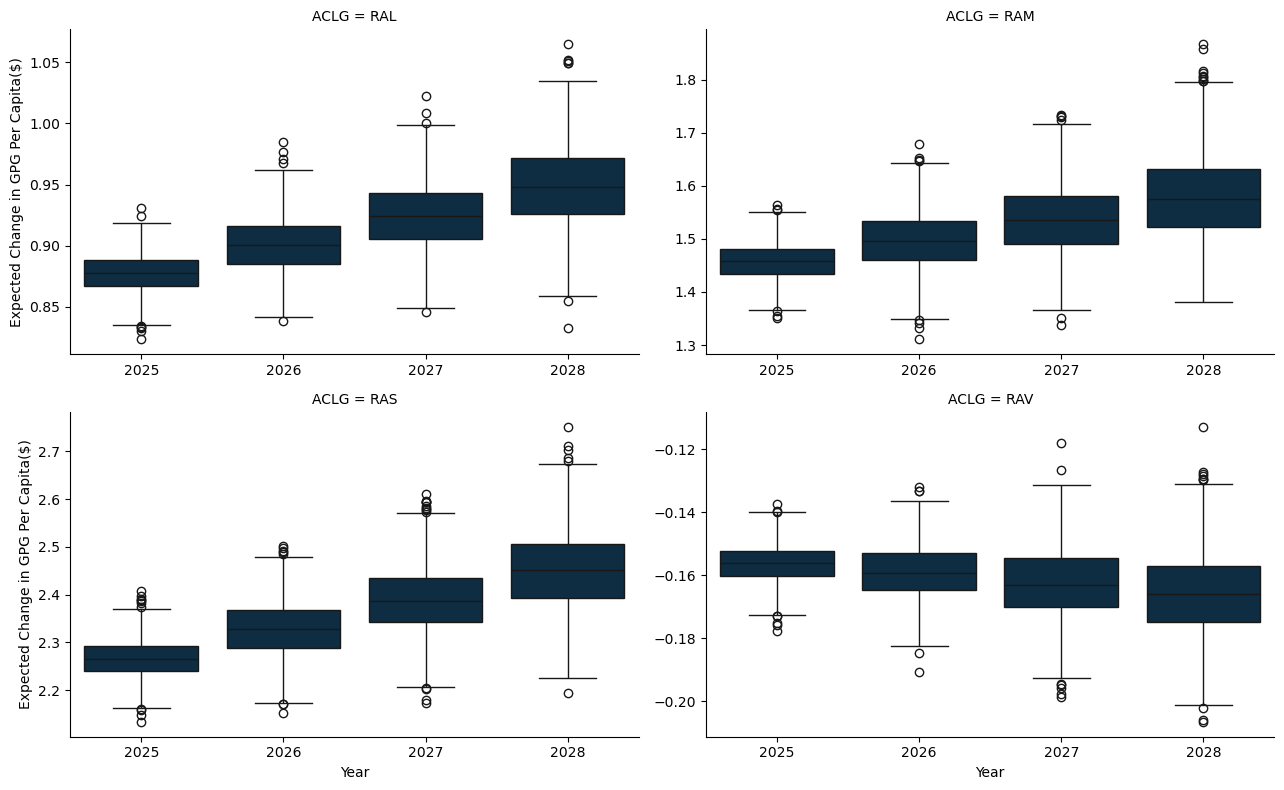 ACLG = RAL
Expected Change in GPG Per Capita($)
1.05
1.00
0.95
0.90
0.85
2025 2026 2027 2028
ACLG = RAM
1.8
1.7
1.6
1.5
1.4
1.3
2025 2026 2027 2028
ACLG = RAS
Expected Change in GPG Per Capita($)
2.7
2.6
2.5
2.4
2.3
2.2
2025 2026 2027 2028
Year
ACLG = RAV
−0.12
−0.14
−0.16
−0.18
−0.20
2025 2026 2027 2028
Year